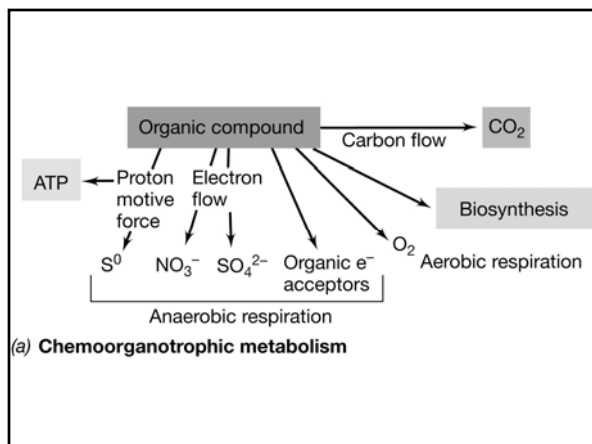 Organic compound
CO₂
Carbon flow
ATP
Proton
motive
force
Electron
flow
Biosynthesis
S⁰
NO₃⁻
SO₄²⁻
Organic e⁻
acceptors
O₂
Aerobic respiration
Anaerobic respiration
(a) Chemoorganotrophic metabolism